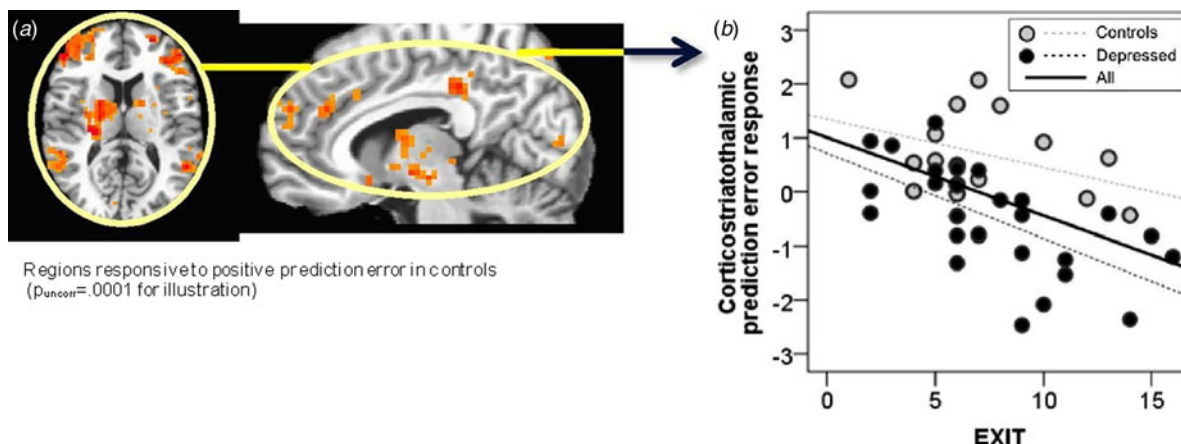 (a)
Regions responsive to positive prediction error in controls
(puncorr=.0001 for illustration)
(b)
Controls
Depressed
All
Corticostriatothalamic
prediction error response
3
2
1
0
-1
-2
-3
0 5 10 15
EXIT